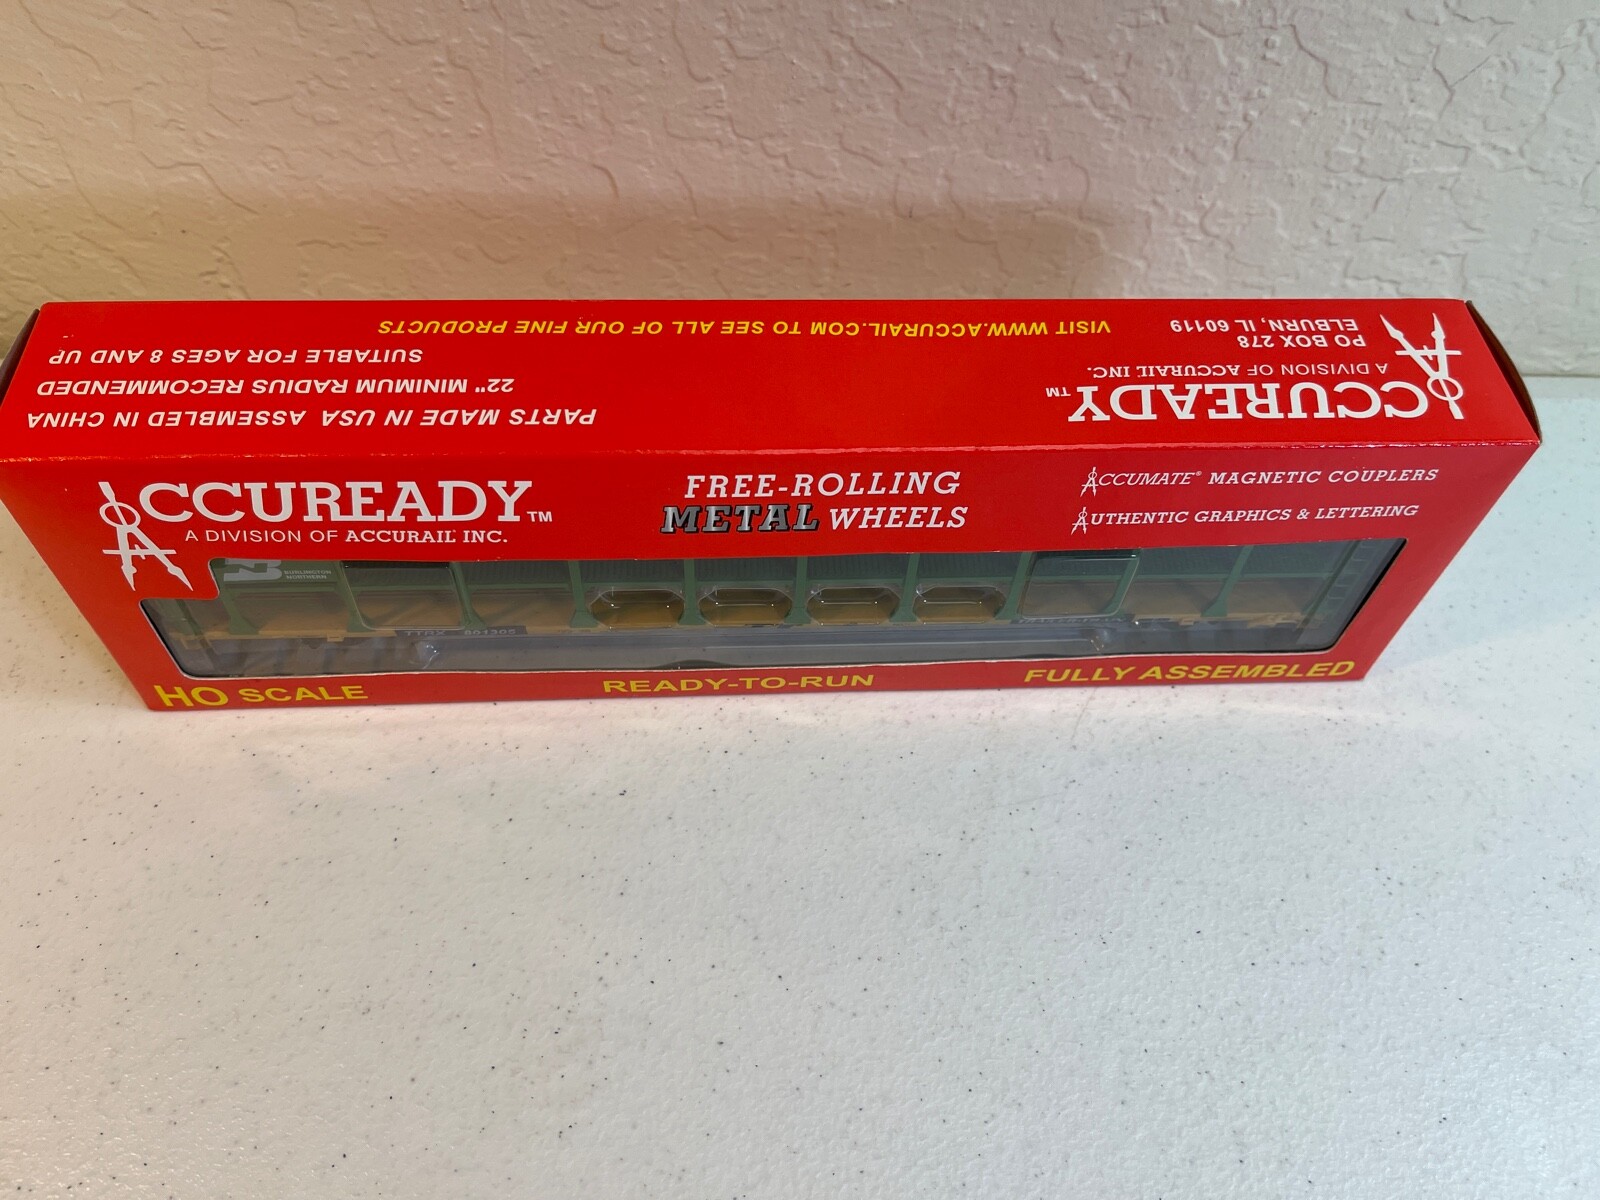 VISIT WWW.ACCURAIL.COM TO SEE ALL OF OUR FINE PRODUCTS
PO BOX 278
ELBURN, IL 60119
ACCUREADY™
A DIVISION OF ACCURAIL INC.
PARTS MADE IN USA ASSEMBLED IN CHINA
22" MINIMUM RADIUS RECOMMENDED
SUITABLE FOR AGES 8 AND UP
ACCUREADY™
A DIVISION OF ACCURAIL INC.
FREE-ROLLING
METAL WHEELS
ACCUMATE® MAGNETIC COUPLERS
AUTHENTIC GRAPHICS & LETTERING
BURLINGTON
NORTHERN
TTRX 801305
HO SCALE
READY-TO-RUN
FULLY ASSEMBLED